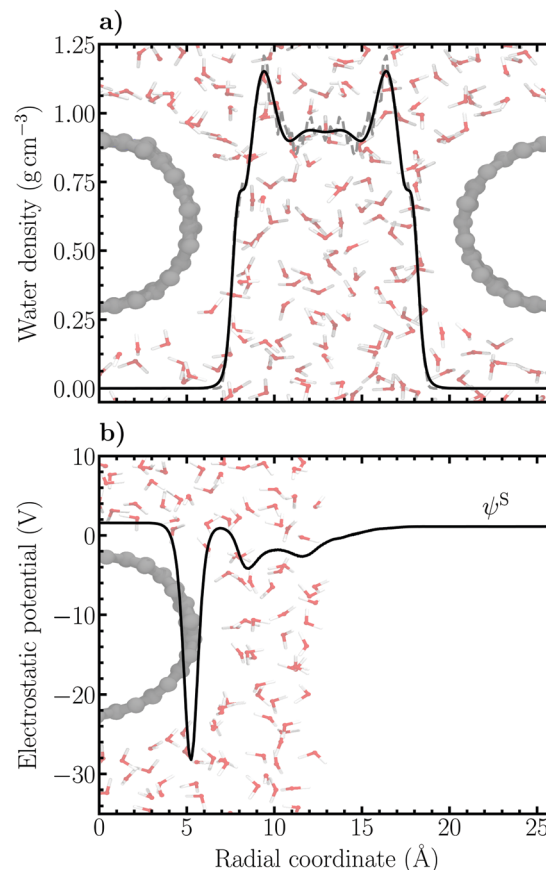 a)
Water density (g cm⁻³)
1.25
1.00
0.75
0.50
0.25
0.00
b)
Electrostatic potential (V)
10
0
−10
−20
−30
ψˢ
0 5 10 15 20 25
Radial coordinate (Å)